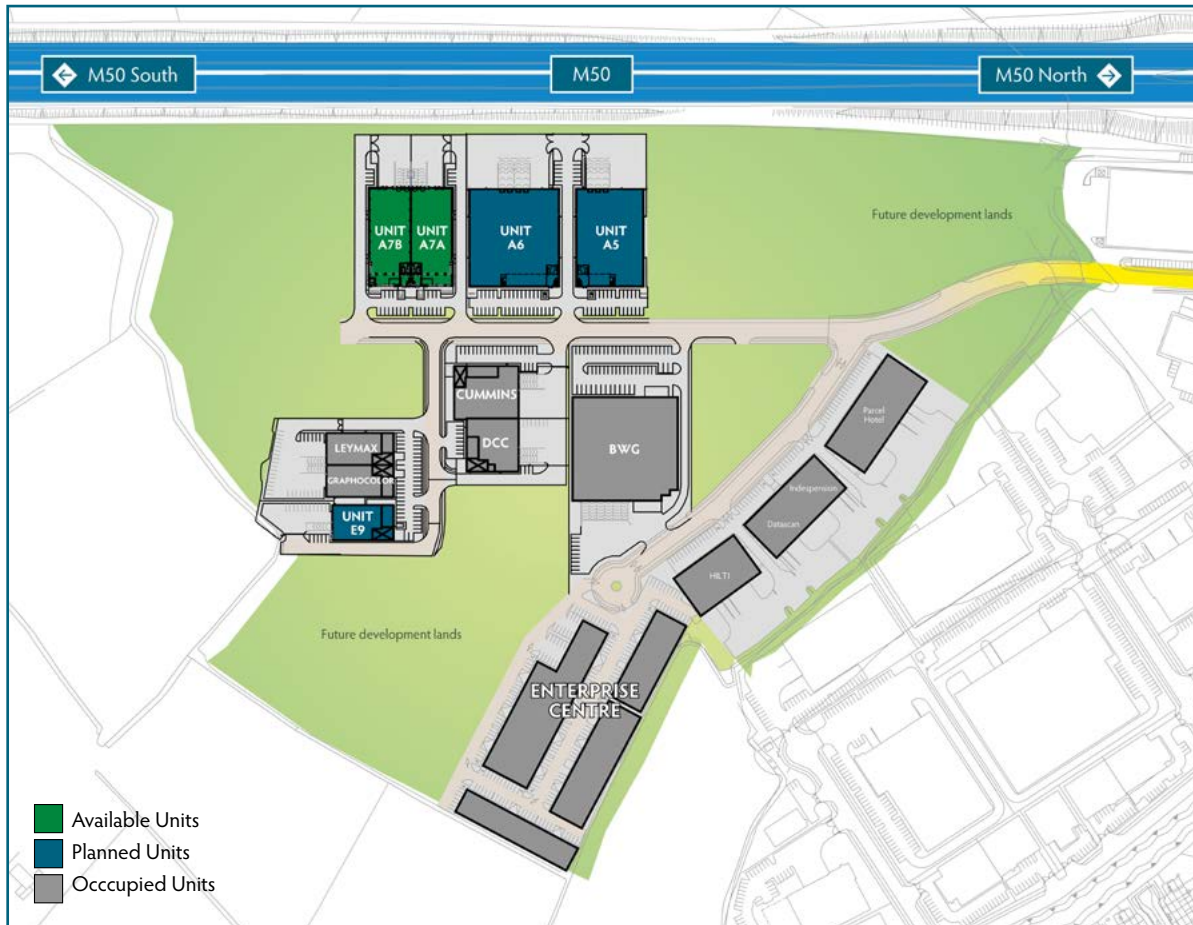 M50 South
M50
M50 North
Future development lands
UNIT
A7B
UNIT
A7A
UNIT
A6
UNIT
A5
CUMMINS
DCC
BWG
LEYMAX
GRAPHOCOLOR
UNIT
E9
Parcel
Hotel
Indespension
Datascan
HILTI
Future development lands
ENTERPRISE
CENTRE
Available Units
Planned Units
Occcupied Units